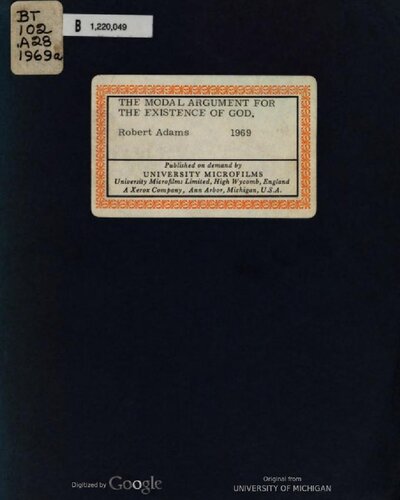 BT
102
.A28
1969a
B 1,220,049
THE MODAL ARGUMENT FOR
THE EXISTENCE OF GOD,
Robert Adams 1969
Published on demand by
UNIVERSITY MICROFILMS
University Microfilms Limited, High Wycomb, England
A Xerox Company, Ann Arbor, Michigan, U.S.A.
Digitized by Google
Original from
UNIVERSITY OF MICHIGAN